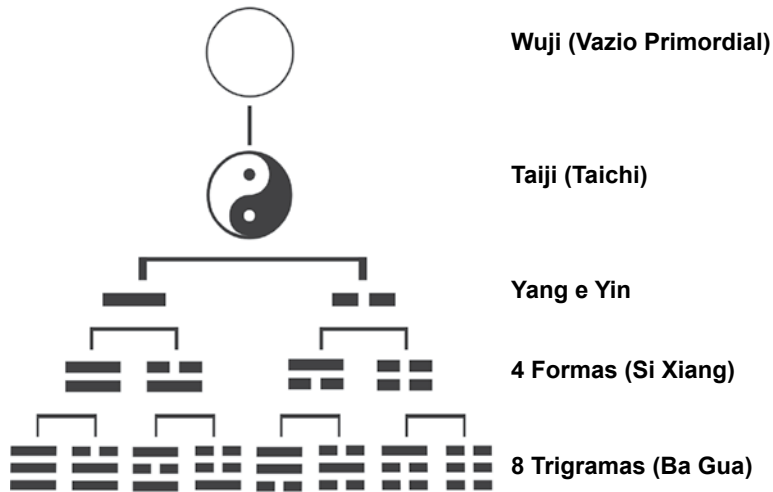 Wuji (Vazio Primordial)
Taiji (Taichi)
Yang e Yin
4 Formas (Si Xiang)
8 Trigramas (Ba Gua)